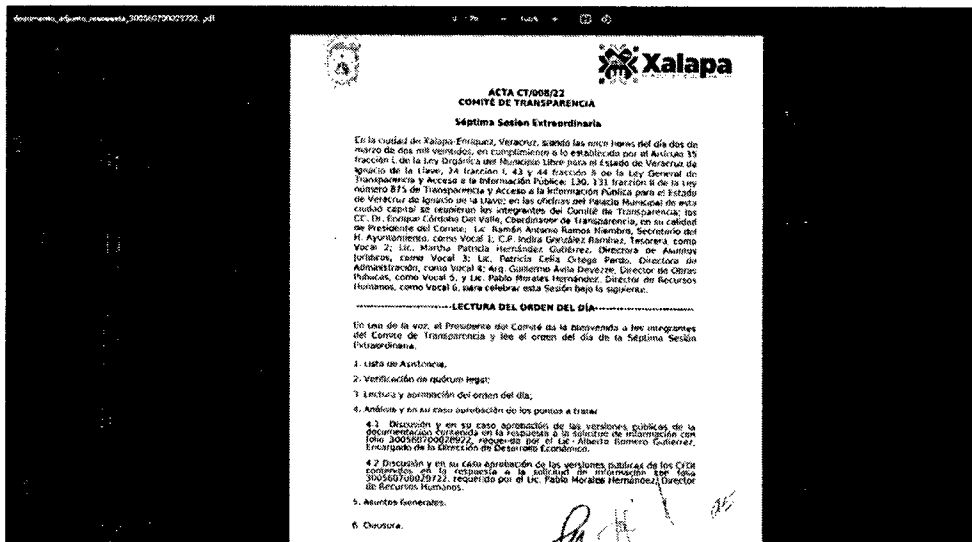 documento_adjunto_respuesta_300560700029722.pdf
Xalapa
ACTA CT/008/22
COMITÉ DE TRANSPARENCIA
Séptima Sesión Extraordinaria
En la ciudad de Xalapa-Enríquez, Veracruz, siendo las once horas del día dos de
marzo de dos mil veintidós, en cumplimiento a lo establecido por el Artículo 35
fracción I, de la Ley Orgánica del Municipio Libre para el Estado de Veracruz de
Ignacio de la Llave, 24 fracción I, 43 y 44 fracción II de la Ley General de
Transparencia y Acceso a la Información Pública; 130, 131 fracción II de la Ley
número 875 de Transparencia y Acceso a la Información Pública para el Estado
de Veracruz de Ignacio de la Llave; en las oficinas del Palacio Municipal de esta
ciudad capital se reunieron los integrantes del Comité de Transparencia; los
CC. Dr. Enrique Córdoba Del Valle, Coordinador de Transparencia, en su calidad
de Presidente del Comité; Lic. Ramón Antonio Ramos Niembro, Secretario del
H. Ayuntamiento, como Vocal 1; C.P. Indira González Ramírez, Tesorera, como
Vocal 2; Lic. Martha Patricia Hernández Gutiérrez, Directora de Asuntos
Jurídicos, como Vocal 3; Lic. Patricia Celia Ortega Pardo, Directora de
Administración, como Vocal 4; Arq. Guillermo Ávila Devezze, Director de Obras
Públicas, como Vocal 5, y Lic. Pablo Morales Hernández, Director de Recursos
Humanos, como Vocal 6, para celebrar esta Sesión bajo la siguiente.
--------------------LECTURA DEL ORDEN DEL DÍA--------------------
En uso de la voz, el Presidente del Comité da la bienvenida a los integrantes
del Comité de Transparencia y lee el orden del día de la Séptima Sesión
Extraordinaria.
1. Lista de Asistencia;
2. Verificación de quórum legal;
3. Lectura y aprobación del orden del día;
4. Análisis y en su caso aprobación de los puntos a tratar
4.1 Discusión y en su caso aprobación de las versiones públicas de la
documentación contenida en la respuesta a la solicitud de información con
folio 300560700028922, requerido por el Lic. Alberto Romero Gutiérrez,
Encargado de la Dirección de Desarrollo Económico.
4.2 Discusión y en su caso aprobación de las versiones públicas de los CFDI
contenidos en la respuesta a la solicitud de información con folio
300560700029722, requerido por el Lic. Pablo Morales Hernández, Director
de Recursos Humanos.
5. Asuntos Generales.
6. Clausura.